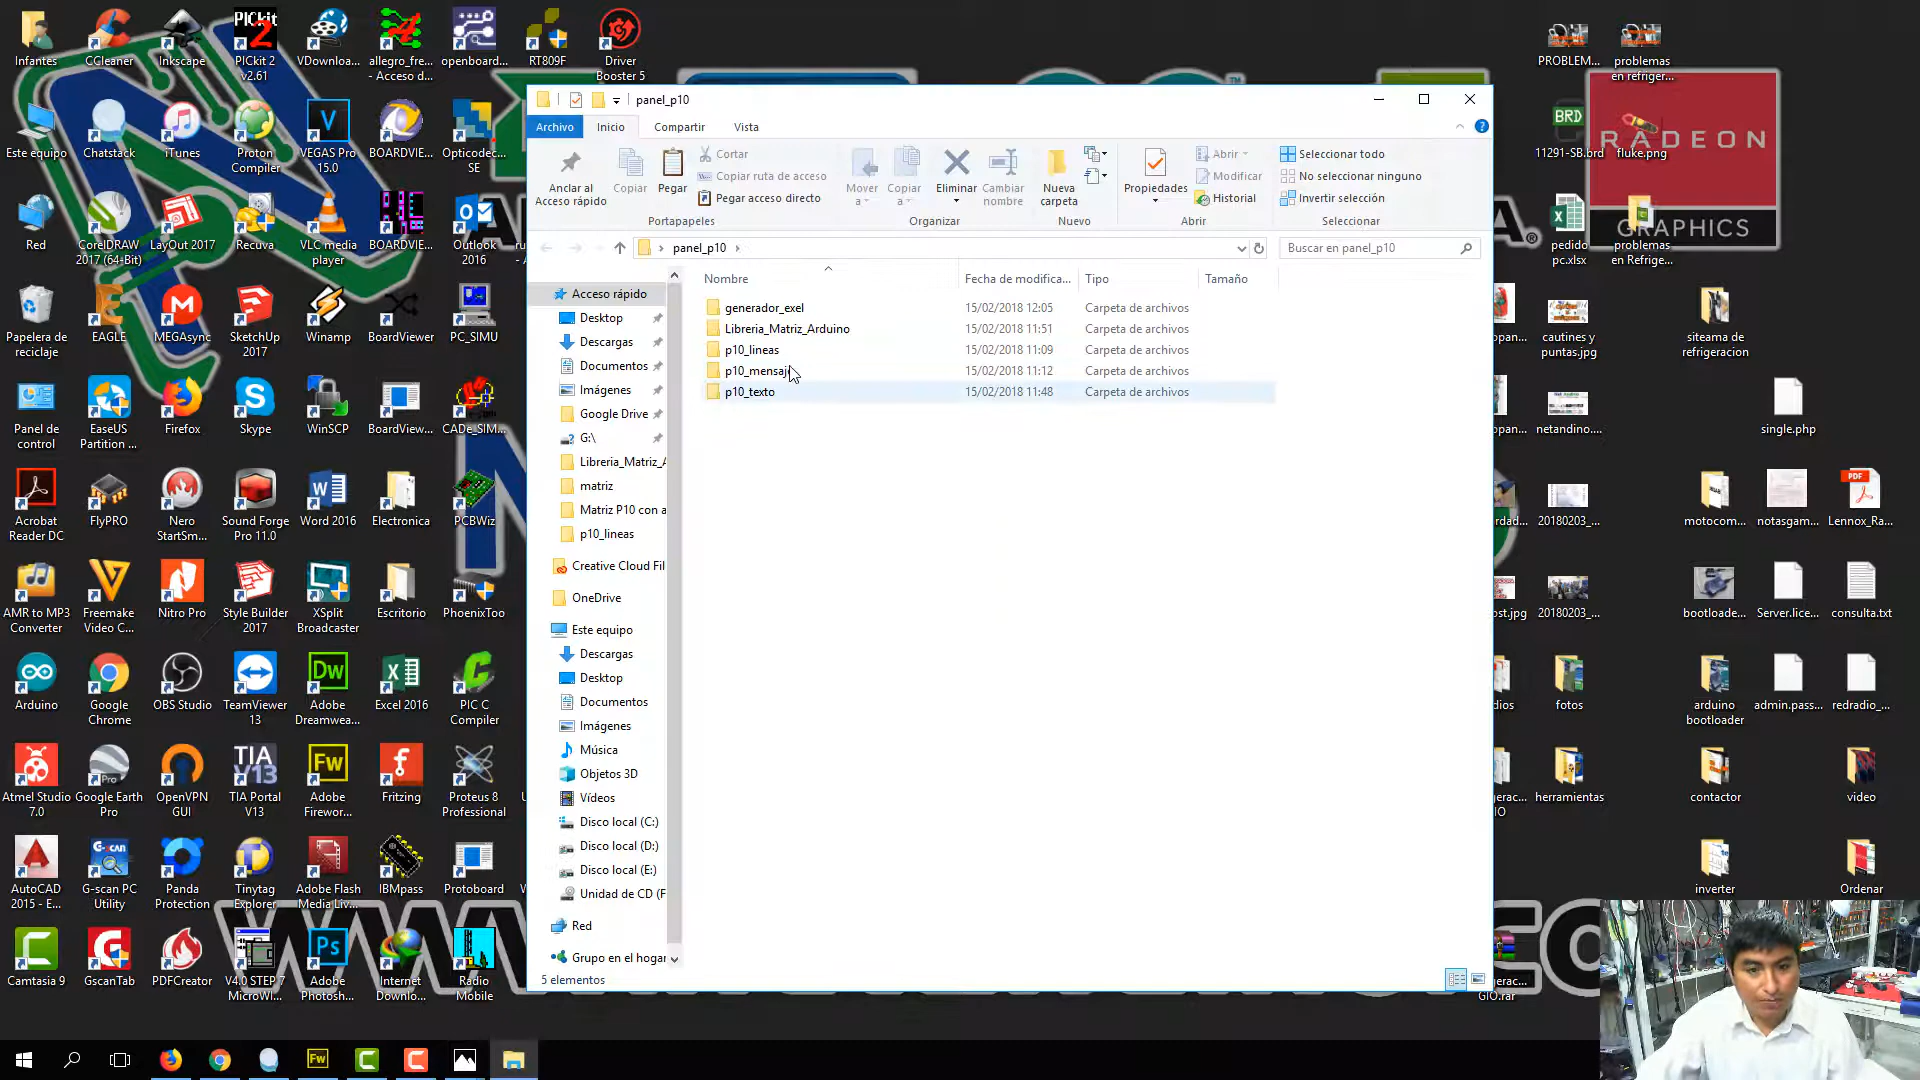 Infantes
CCleaner
Inkscape
PICkit 2
v2.61
VDownloa...
allegro_fre...
- Acceso d...
openboard...
RT809F
Driver
Booster 5
Este equipo
Chatstack
iTunes
Proton
Compiler
VEGAS Pro
15.0
BOARDVIE...
Opticodec...
SE
Red
CorelDRAW
2017 (64-Bit)
LayOut 2017
Recuva
VLC media
player
BOARDVIE...
Outlook
2016
Papelera de
reciclaje
EAGLE
MEGAsync
SketchUp
2017
Winamp
BoardViewer
PC_SIMU
Panel de
control
EaseUS
Partition ...
Firefox
Skype
WinSCP
BoardView...
CADe_SIM...
Acrobat
Reader DC
FlyPRO
Nero
StartSm...
Sound Forge
Pro 11.0
Word 2016
Electronica
PCBWiz
AMR to MP3
Converter
Freemake
Video C...
Nitro Pro
Style Builder
2017
XSplit
Broadcaster
Escritorio
PhoenixToo
Arduino
Google
Chrome
OBS Studio
TeamViewer
13
Adobe
Dreamwea...
Excel 2016
PIC C
Compiler
Atmel Studio
7.0
Google Earth
Pro
OpenVPN
GUI
TIA Portal
V13
Adobe
Firewor...
Fritzing
Proteus 8
Professional
AutoCAD
2015 - E...
G-scan PC
Utility
Panda
Protection
Tinytag
Explorer
Adobe Flash
Media Liv...
IBMpass
Protoboard
Camtasia 9
GscanTab
PDFCreator
V4.0 STEP 7
MicroWI...
Adobe
Photosh...
Internet
Downlo...
Radio
Mobile
panel_p10
Archivo
Inicio
Compartir
Vista
Anclar al
Acceso rápido
Copiar
Pegar
Cortar
Copiar ruta de acceso
Pegar acceso directo
Portapapeles
Mover
a
Copiar
a
Eliminar
Cambiar
nombre
Organizar
Nueva
carpeta
Nuevo
Propiedades
Abrir
Modificar
Historial
Abrir
Seleccionar todo
No seleccionar ninguno
Invertir selección
Seleccionar
panel_p10
Buscar en panel_p10
Nombre
Fecha de modifica...
Tipo
Tamaño
generador_exel 15/02/2018 12:05 Carpeta de archivos
Libreria_Matriz_Arduino 15/02/2018 11:51 Carpeta de archivos
p10_lineas 15/02/2018 11:09 Carpeta de archivos
p10_mensaj 15/02/2018 11:12 Carpeta de archivos
p10_texto 15/02/2018 11:48 Carpeta de archivos
Acceso rápido
Desktop
Descargas
Documentos
Imágenes
Google Drive
G:\
Libreria_Matriz_A
matriz
Matriz P10 con a
p10_lineas
Creative Cloud Fil
OneDrive
Este equipo
Descargas
Desktop
Documentos
Imágenes
Música
Objetos 3D
Vídeos
Disco local (C:)
Disco local (D:)
Disco local (E:)
Unidad de CD (F
Red
Grupo en el hogar
5 elementos
PROBLEM...
problemas
en refriger...
BRD
11291-SB.brd
fluke.png
RADEON
GRAPHICS
pedido
pc.xlsx
problemas
en Refrige...
cautines y
puntas.jpg
siteama de
refrigeracion
netandino....
single.php
20180203_...
motocom...
notasgam...
PDF
Lennox_Ra...
20180203_...
bootloade...
Server.lice...
consulta.txt
fotos
arduino
bootloader
admin.pass...
redradio_...
herramientas
contactor
video
inverter
Ordenar